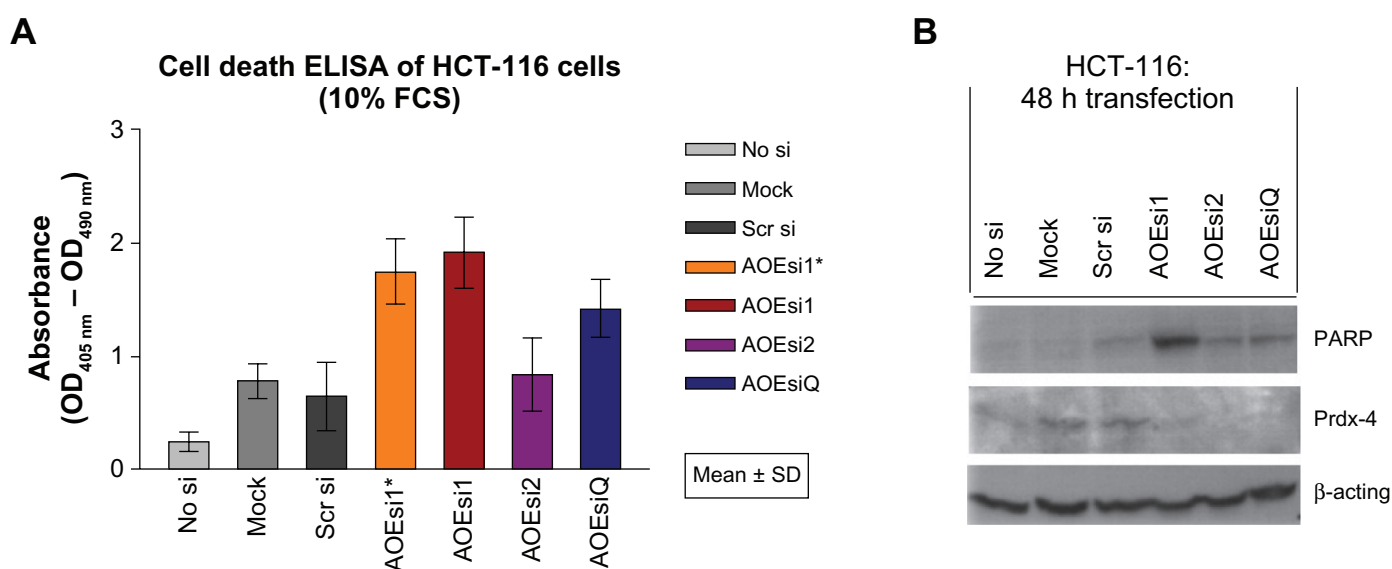 A
Cell death ELISA of HCT-116 cells
(10% FCS)
Absorbance
(OD405 nm – OD490 nm)
3
2
1
0
No si
Mock
Scr si
AOEsi1*
AOEsi1
AOEsi2
AOEsiQ
No si
Mock
Scr si
AOEsi1*
AOEsi1
AOEsi2
AOEsiQ
Mean ± SD
B
HCT-116:
48 h transfection
No si
Mock
Scr si
AOEsi1
AOEsi2
AOEsiQ
PARP
Prdx-4
β-acting